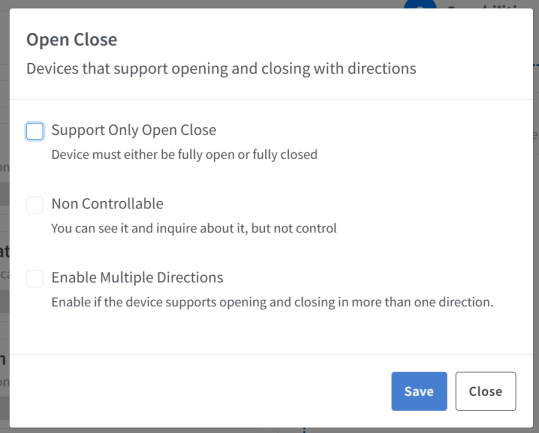 Open Close
Devices that support opening and closing with directions
Support Only Open Close
Device must either be fully open or fully closed
Non Controllable
You can see it and inquire about it, but not control
Enable Multiple Directions
Enable if the device supports opening and closing in more than one direction.
Save
Close